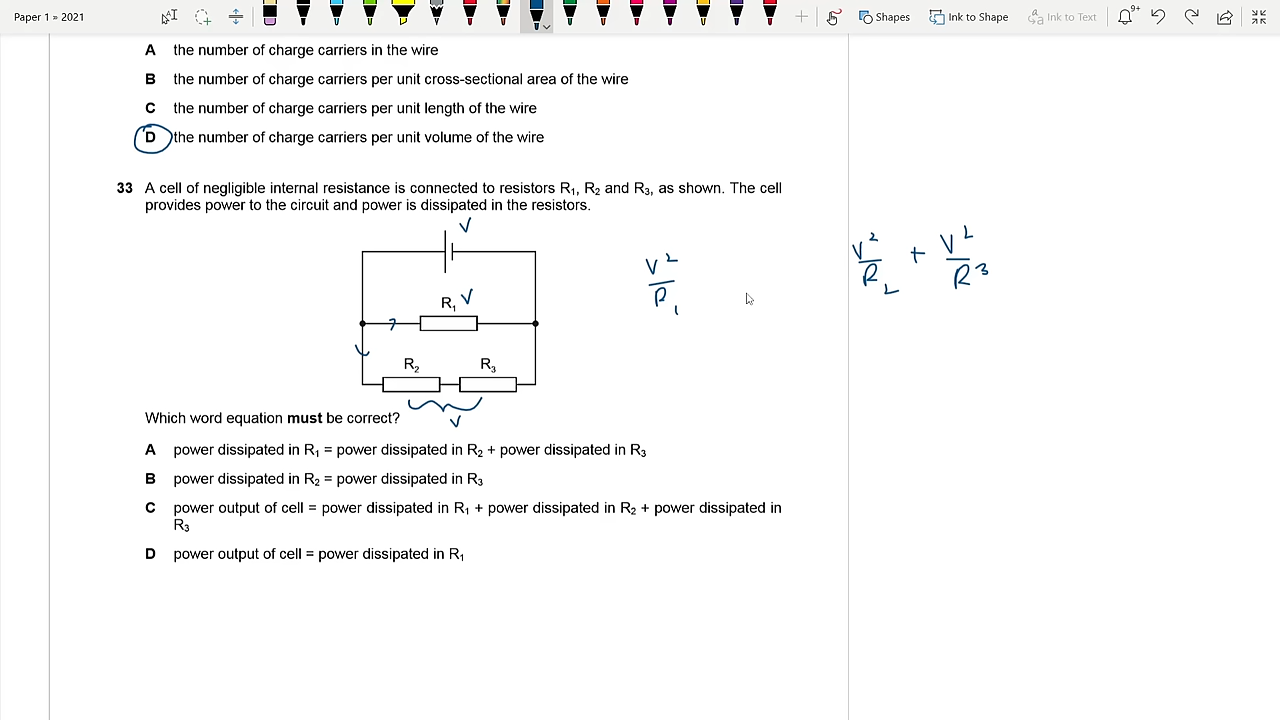 Paper 1 » 2021
Shapes
Ink to Shape
Ink to Text
9+
A the number of charge carriers in the wire
B the number of charge carriers per unit cross-sectional area of the wire
C the number of charge carriers per unit length of the wire
D the number of charge carriers per unit volume of the wire
33 A cell of negligible internal resistance is connected to resistors R₁, R₂ and R₃, as shown. The cell
provides power to the circuit and power is dissipated in the resistors.
V
R₁ V
R₂ R₃
V
V²/R₁
V²/R₂ + V²/R3
Which word equation must be correct?
A power dissipated in R₁ = power dissipated in R₂ + power dissipated in R₃
B power dissipated in R₂ = power dissipated in R₃
C power output of cell = power dissipated in R₁ + power dissipated in R₂ + power dissipated in
R₃
D power output of cell = power dissipated in R₁